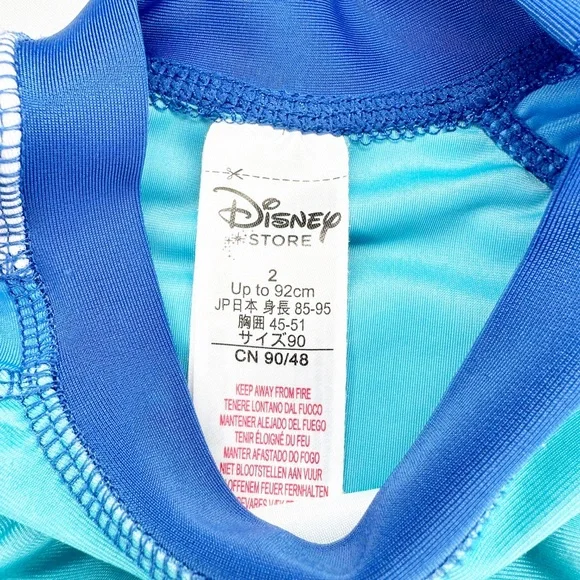 Disney
STORE
2
Up to 92cm
JP日本 身長 85-95
胸囲 45-51
サイズ90
CN 90/48
KEEP AWAY FROM FIRE
TENERE LONTANO DAL FUOCO
MANTENER ALEJADO DEL FUEGO
TENIR ÉLOIGNÉ DU FEU
MANTER AFASTADO DO FOGO
NIET BLOOTSTELLEN AAN VUUR
OFFENEM FEUER FERNHALTEN